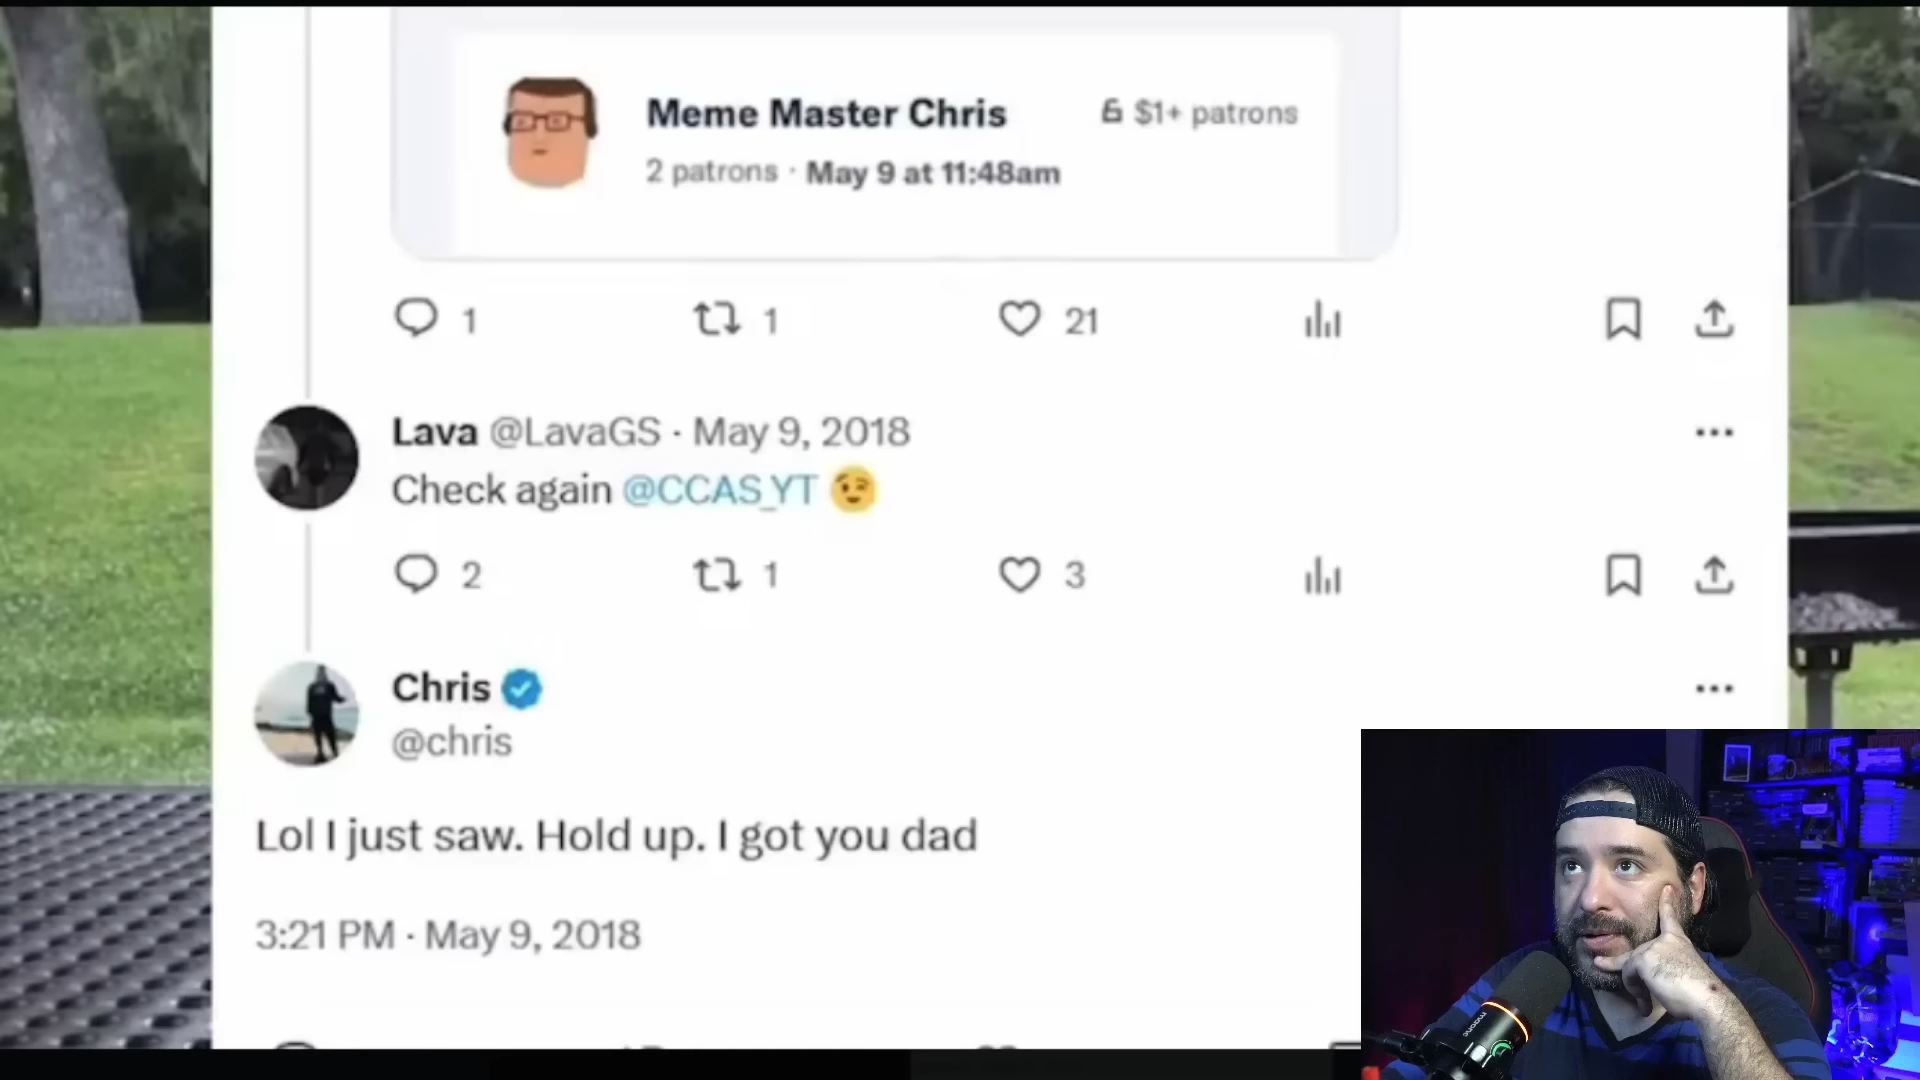 Meme Master Chris
$1+ patrons
2 patrons · May 9 at 11:48am
1
1
21
Lava @LavaGS · May 9, 2018
Check again @CCAS_YT 😉
2
1
3
Chris
@chris
Lol I just saw. Hold up. I got you dad
3:21 PM · May 9, 2018
maono